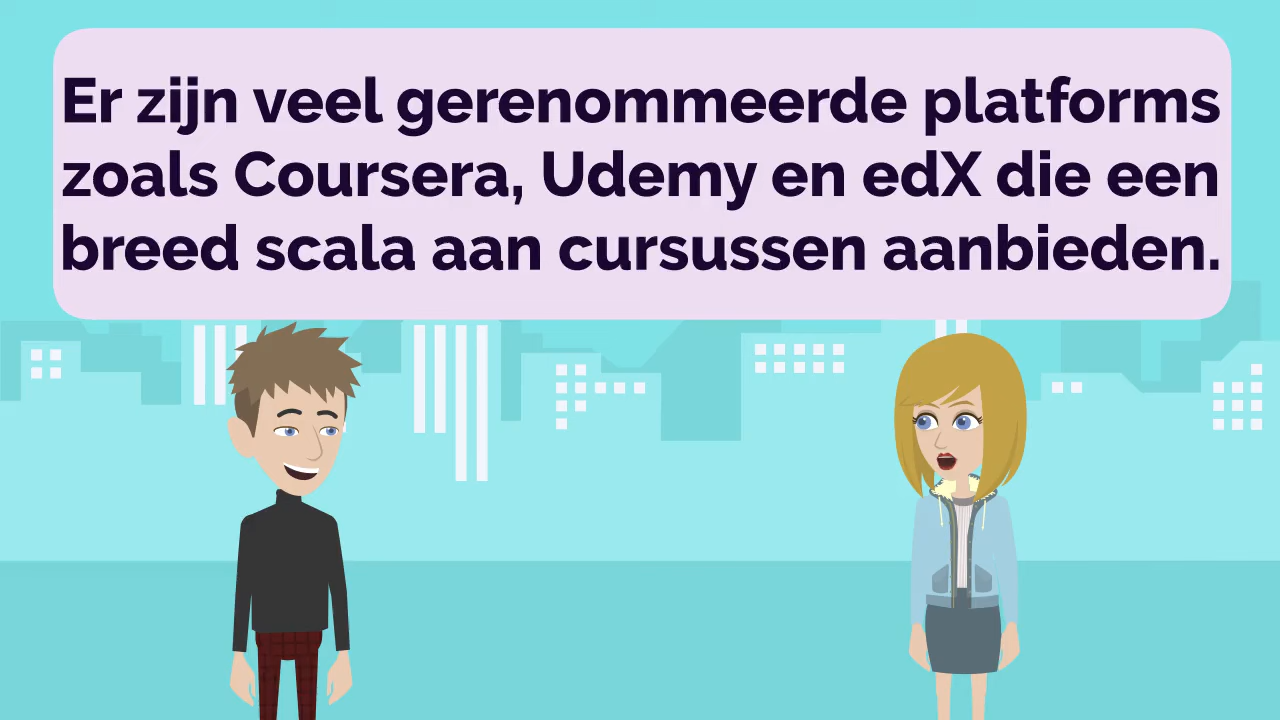 Er zijn veel gerenommeerde platforms
zoals Coursera, Udemy en edX die een
breed scala aan cursussen aanbieden.